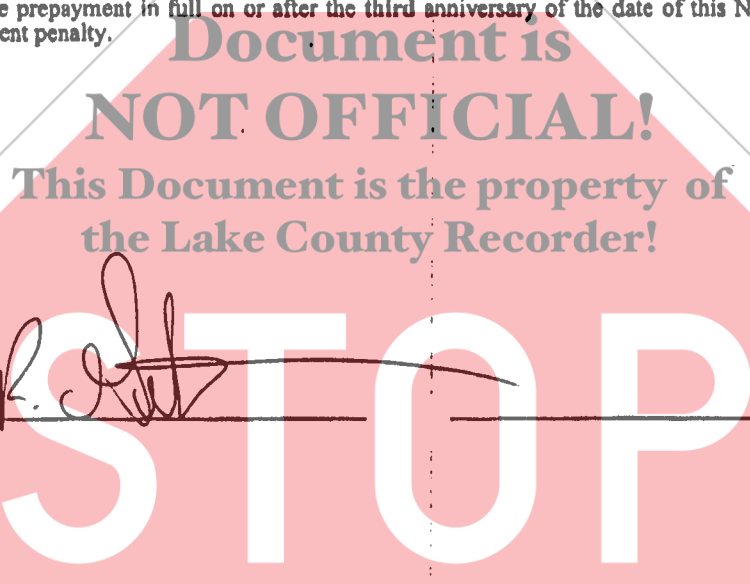 e prepayment in full on or after the third anniversary of the date of this N
ent penalty.
Document is
NOT OFFICIAL!
This Document is the property of
the Lake County Recorder!
R.
STOP